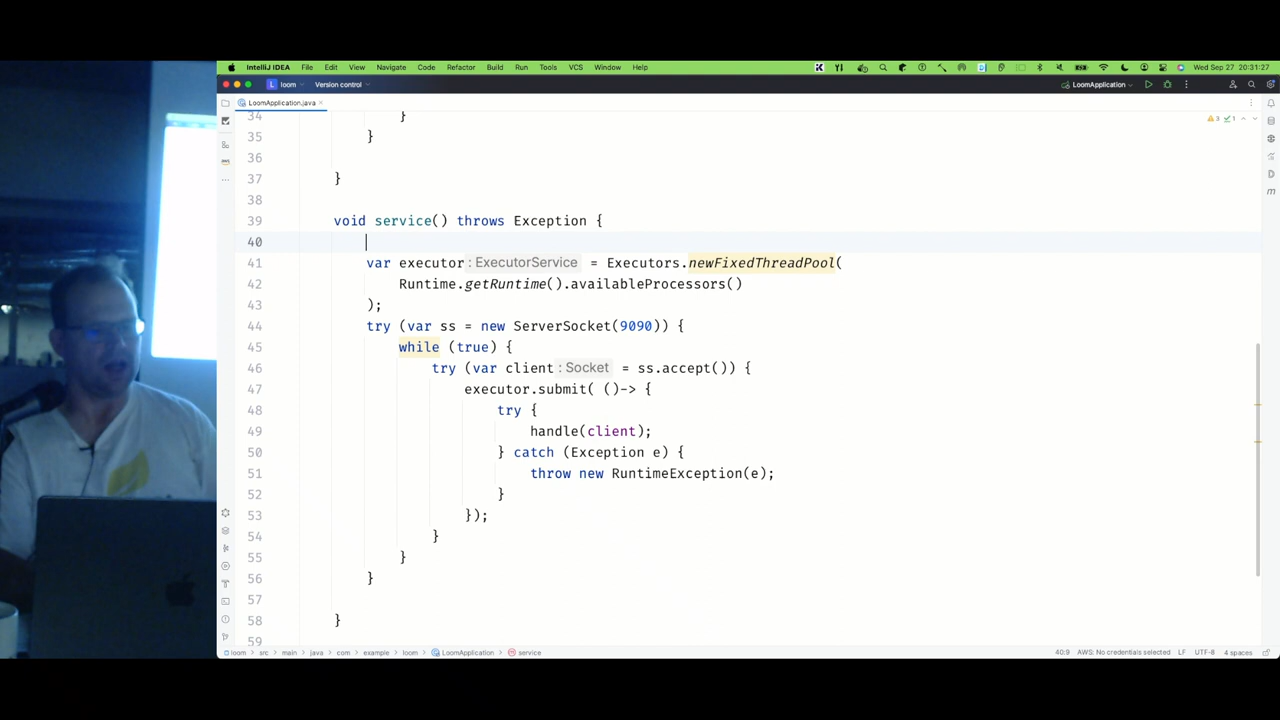 IntelliJ IDEA File Edit View Navigate Code Refactor Build Run Tools VCS Window Help Wed Sep 27 20:31:27
L loom Version control LoomApplication
LoomApplication.java
34 }
35 }
36
37 }
38
39 void service() throws Exception {
40
41 var executor : ExecutorService = Executors.newFixedThreadPool(
42 Runtime.getRuntime().availableProcessors()
43 );
44 try (var ss = new ServerSocket(9090)) {
45 while (true) {
46 try (var client : Socket = ss.accept()) {
47 executor.submit( ()-> {
48 try {
49 handle(client);
50 } catch (Exception e) {
51 throw new RuntimeException(e);
52 }
53 });
54 }
55 }
56 }
57
58 }
59
loom > src > main > java > com > example > loom > LoomApplication > service 40:9 AWS: No credentials selected LF UTF-8 4 spaces